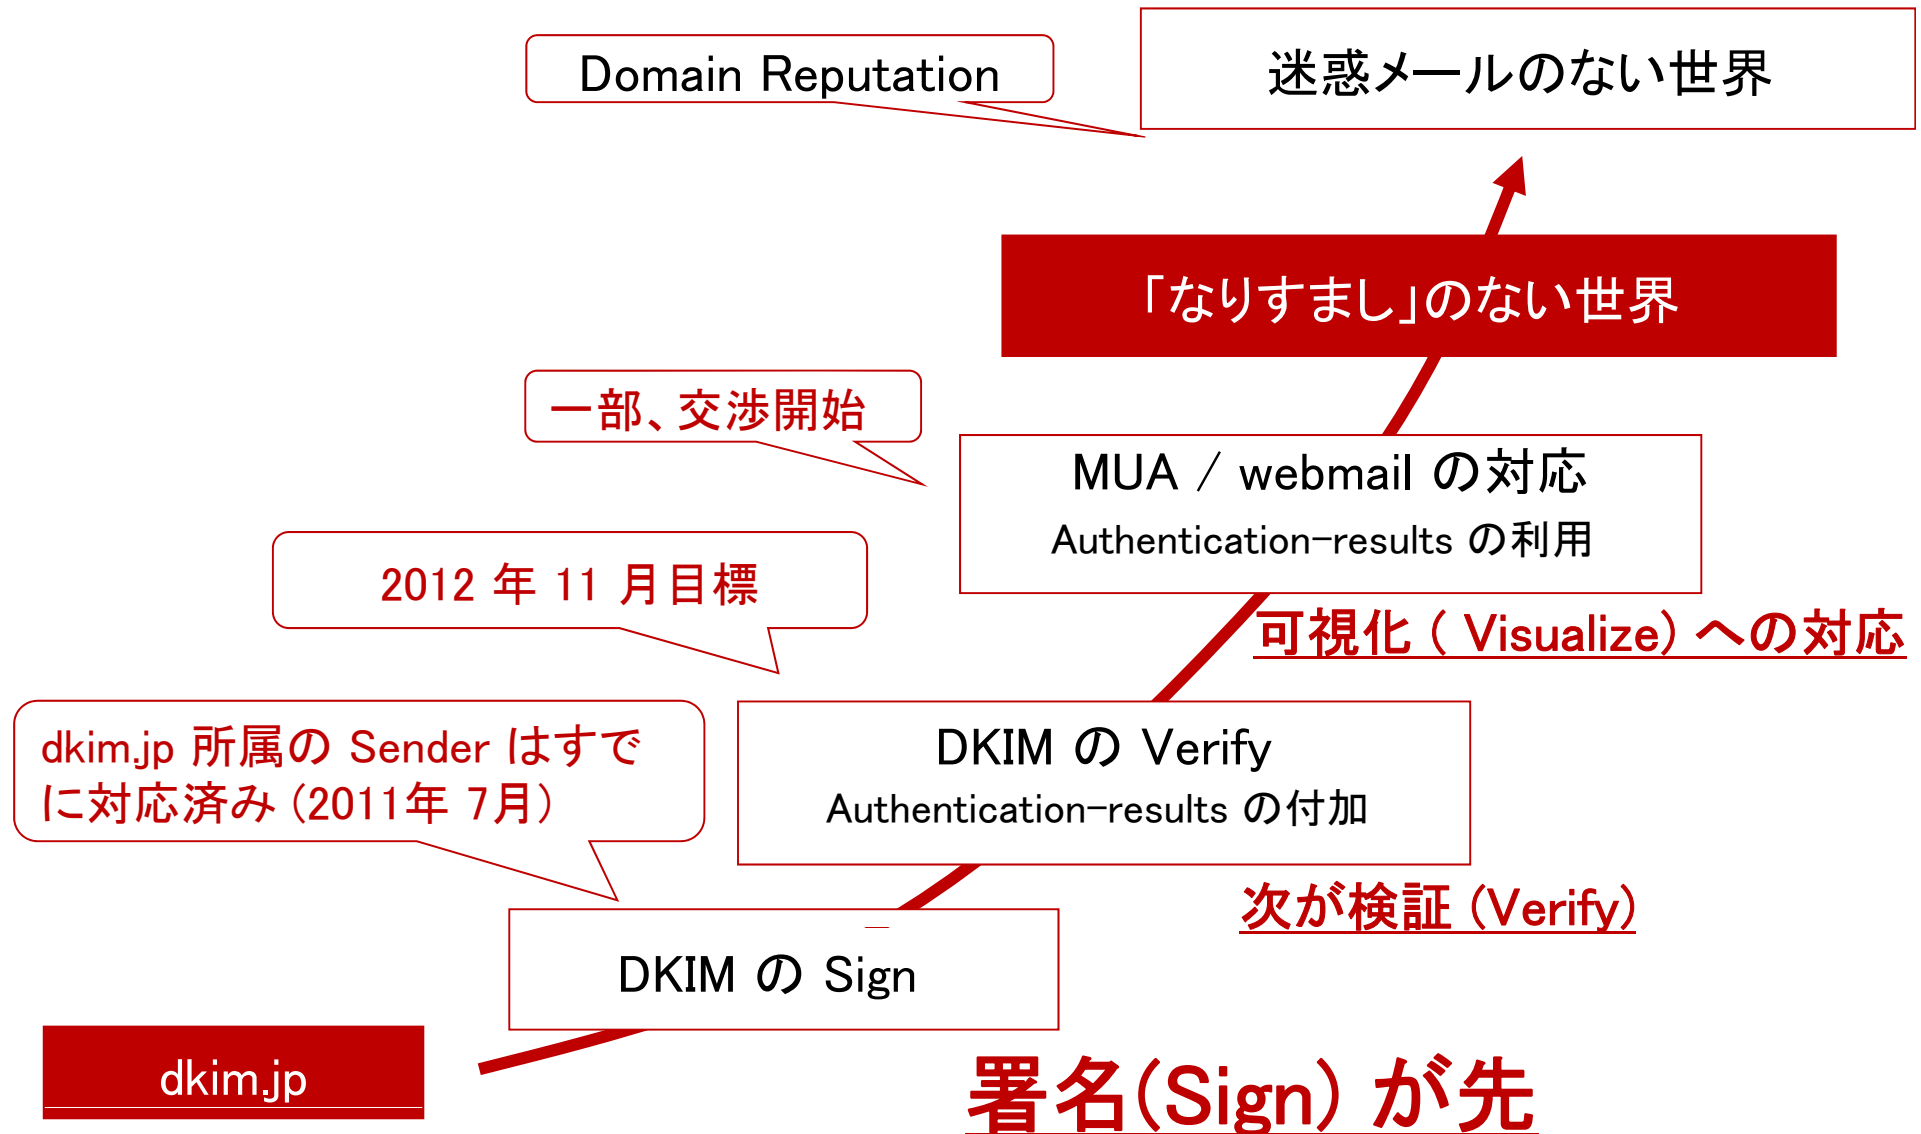 Domain Reputation
迷惑メールのない世界
「なりすまし」のない世界
一部、交渉開始
MUA / webmail の対応
Authentication-results の利用
2012 年 11 月目標
可視化 ( Visualize) への対応
dkim.jp 所属の Sender はすで
に対応済み (2011年 7月)
DKIM の Verify
Authentication-results の付加
次が検証 (Verify)
DKIM の Sign
dkim.jp
署名(Sign) が先